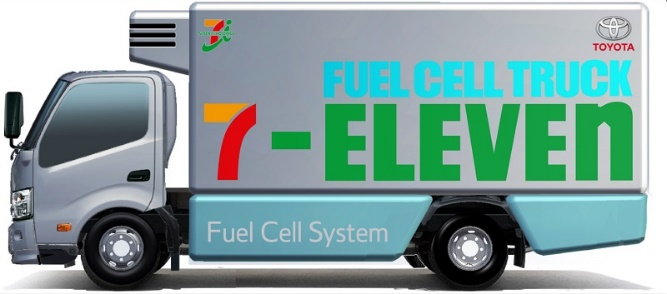 TOYOTA
FUEL CELL TRUCK
7-ELEVEn
Fuel Cell System